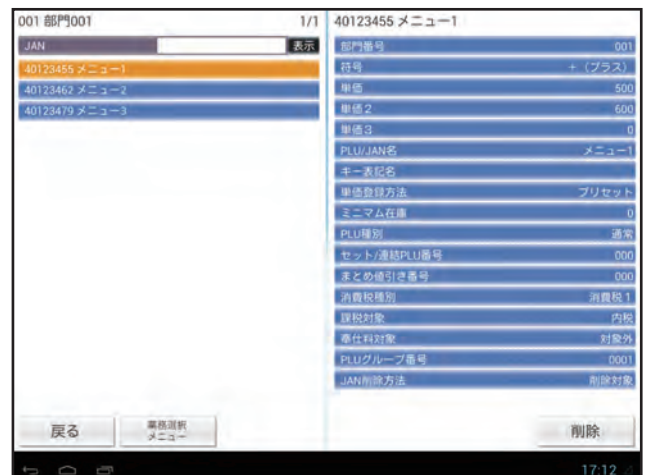 001 部門001 1/1
JAN 表示
40123455 メニュー1
40123462 メニュー2
40123479 メニュー3
戻る
業務選択
メニュー
40123455 メニュー1
部門番号 001
符号 + (プラス)
単価 500
単価2 600
単価3 0
PLU/JAN名 メニュー1
キー表記名
単価登録方法 プリセット
ミニマム在庫 0
PLU種別 通常
セット/連結PLU番号 000
まとめ値引き番号 000
消費税種別 消費税1
課税対象 内税
奉仕料対象 対象外
PLUグループ番号 0001
JAN削除方法 削除対象
削除
17:12